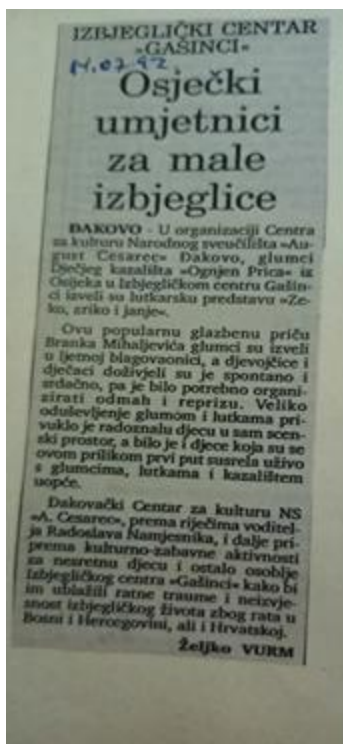 IZBJEGLIČKI CENTAR
»GAŠINCI«
14.07.92.
Osječki
umjetnici
za male
izbjeglice
ĐAKOVO - U organizaciji Centra
za kulturu Narodnog sveučilišta »Au-
gust Cesarec« Đakovo, glumci
Dječjeg kazališta »Ognjen Prica« iz
Osijeka u Izbjegličkom centru Gašin-
ci izveli su lutkarsku predstavu »Ze-
ko, zriko i janje«.
Ovu popularnu glazbenu priču
Branka Mihaljevića glumci su izveli
u ljetnoj blagovaonici, a djevojčice i
dječaci doživjeli su je spontano i
srdačno, pa je bilo potrebno organi-
zirati odmah i reprizu. Veliko
oduševljenje glumom i lutkama pri-
vuklo je radoznalu djecu u sam scen-
ski prostor, a bilo je i djece koja su se
ovom prilikom prvi put susrela uživo
s glumcima, lutkama i kazalištem
uopće.
Đakovački Centar za kulturu NS
»A. Cesarec«, prema riječima voditel-
ja Radoslava Namjesnika, i dalje pri-
prema kulturno-zabavne aktivnosti
za nesretnu djecu i ostalo osoblje
Izbjegličkog centra »Gašinci« kako bi
im ublažili ratne traume i neizvje-
snost izbjegličkog života zbog rata u
Bosni i Hercegovini, ali i Hrvatskoj.
Željko VURM